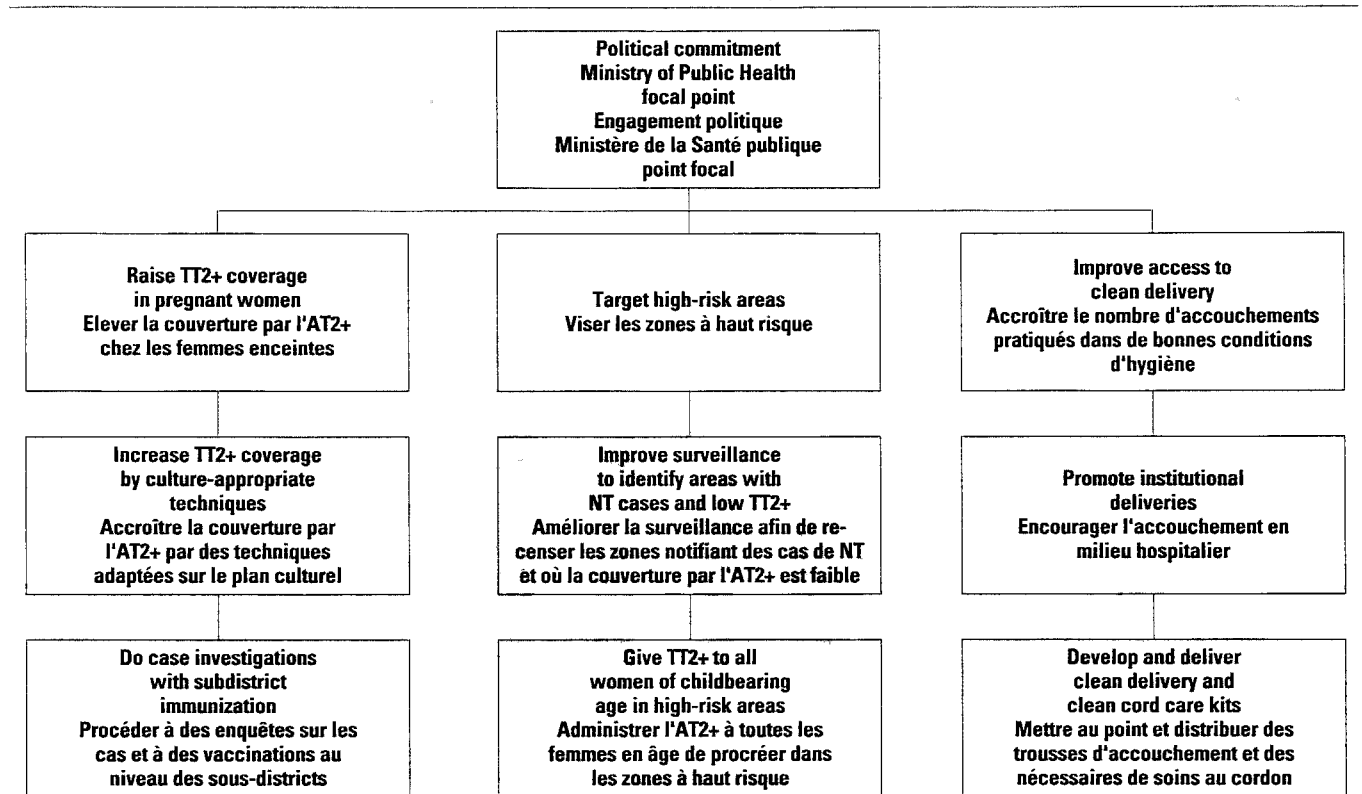 Political commitment
Ministry of Public Health
focal point
Engagement politique
Ministère de la Santé publique
point focal
Raise TT2+ coverage
in pregnant women
Elever la couverture par l'AT2+
chez les femmes enceintes
Target high-risk areas
Viser les zones à haut risque
Improve access to
clean delivery
Accroître le nombre d'accouchements
pratiqués dans de bonnes conditions
d'hygiène
Increase TT2+ coverage
by culture-appropriate
techniques
Accroître la couverture par
l'AT2+ par des techniques
adaptées sur le plan culturel
Improve surveillance
to identify areas with
NT cases and low TT2+
Améliorer la surveillance afin de re-
censer les zones notifiant des cas de NT
et où la couverture par l'AT2+ est faible
Promote institutional
deliveries
Encourager l'accouchement en
milieu hospitalier
Do case investigations
with subdistrict
immunization
Procéder à des enquêtes sur les
cas et à des vaccinations au
niveau des sous-districts
Give TT2+ to all
women of childbearing
age in high-risk areas
Administrer l'AT2+ à toutes les
femmes en âge de procréer dans
les zones à haut risque
Develop and deliver
clean delivery and
clean cord care kits
Mettre au point et distribuer des
trousses d'accouchement et des
nécessaires de soins au cordon